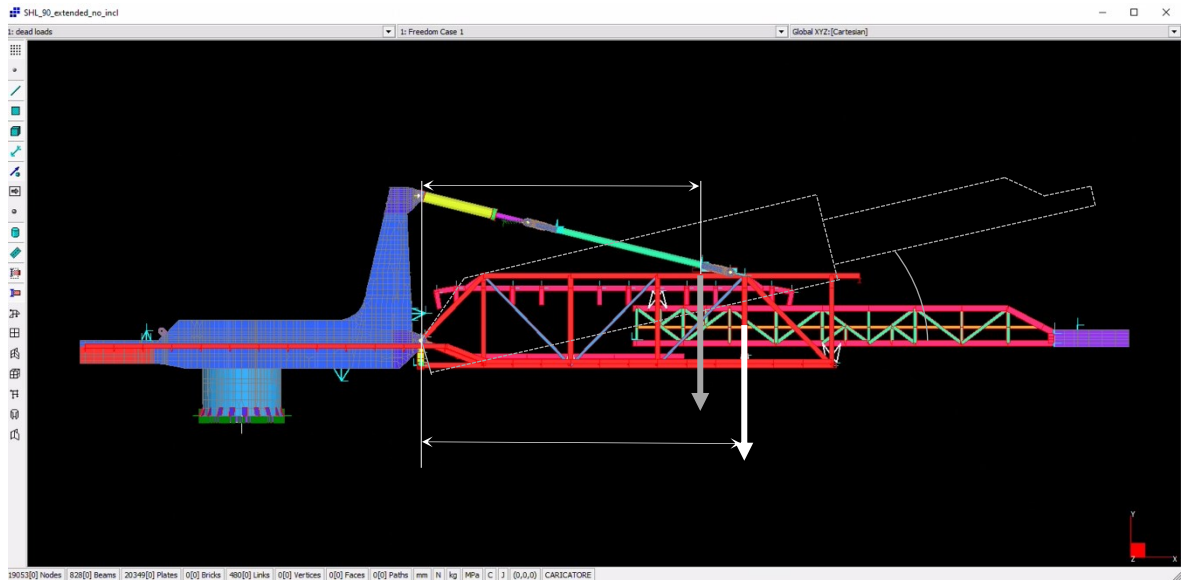 SHL_90_extended_no_incl
1: dead loads 1: Freedom Case 1 Global XYZ:[Cartesian]
Y
Z X
19053[0] Nodes 828[0] Beams 20349[0] Plates 0[0] Bricks 480[0] Links 0[0] Vertices 0[0] Faces 0[0] Paths mm N kg MPa C J (0,0,0) CARICATORE